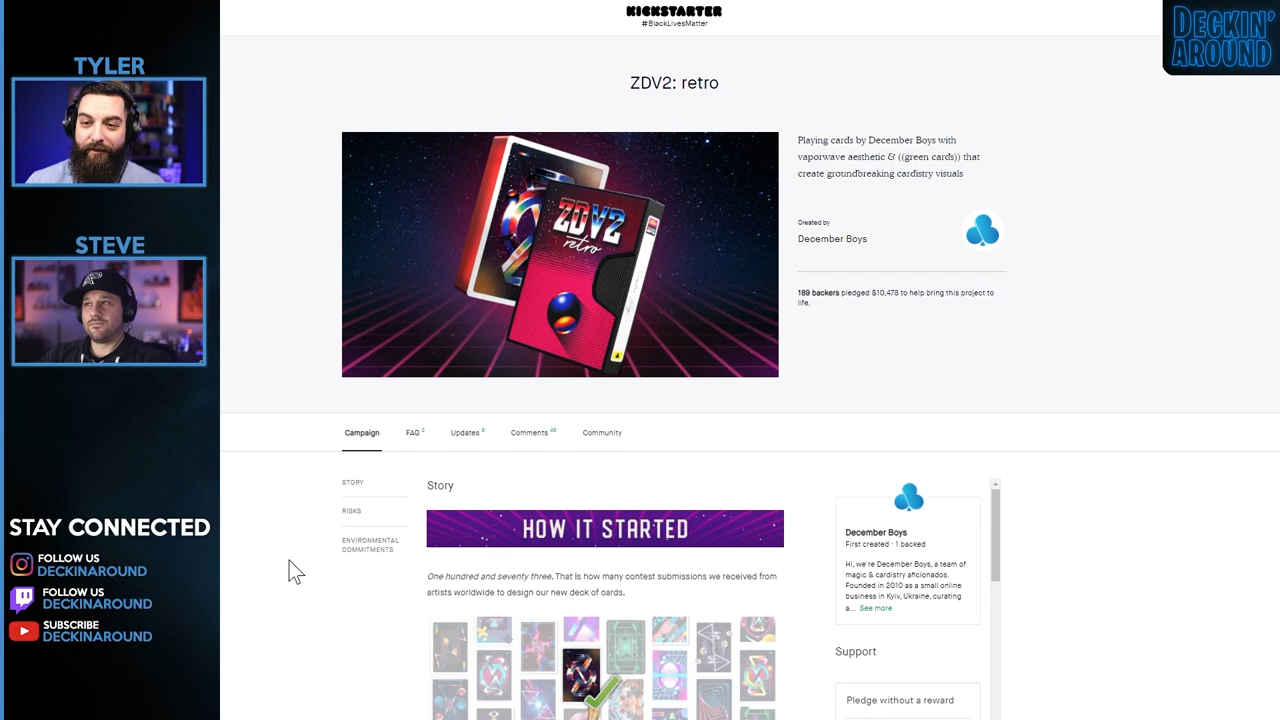 KICKSTARTER
#BlackLivesMatter
DECKIN'
AROUND
TYLER
STEVE
ZDV2: retro
ZDV2
retro
Playing cards by December Boys with
vaporwave aesthetic & ((green cards)) that
create groundbreaking cardistry visuals
Created by
December Boys
189 backers pledged $10,478 to help bring this project to
life.
Campaign
FAQ 2
Updates 5
Comments 46
Community
STORY
RISKS
ENVIRONMENTAL
COMMITMENTS
Story
HOW IT STARTED
One hundred and seventy three. That is how many contest submissions we received from
artists worldwide to design our new deck of cards.
December Boys
First created · 1 backed
Hi, we're December Boys, a team of
magic & cardistry aficionados.
Founded in 2010 as a small online
business in Kyiv, Ukraine, curating
a... See more
Support
Pledge without a reward
STAY CONNECTED
FOLLOW US
DECKINAROUND
FOLLOW US
DECKINAROUND
SUBSCRIBE
DECKINAROUND